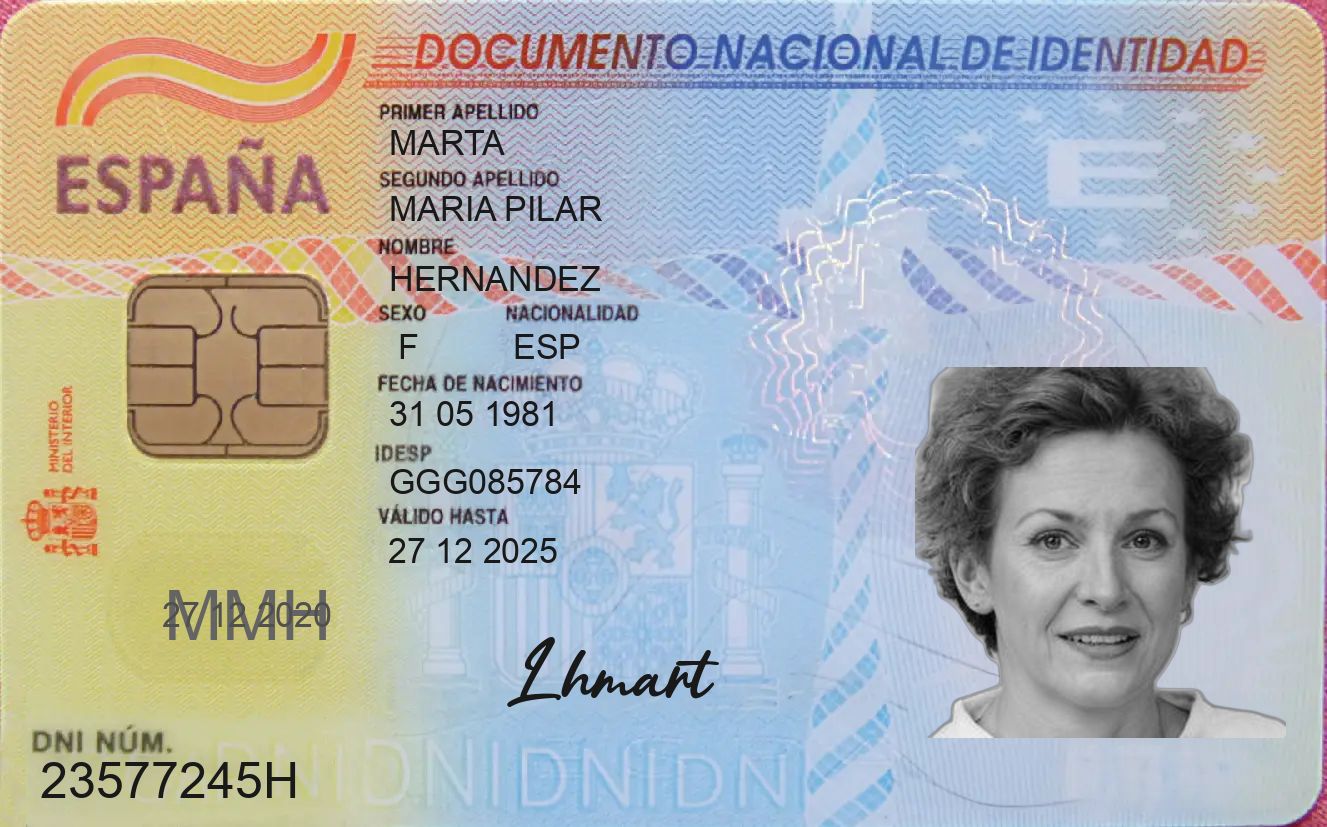 DOCUMENTO NACIONAL DE IDENTIDAD
ESPAÑA
PRIMER APELLIDO
MARTA
SEGUNDO APELLIDO
MARIA PILAR
NOMBRE
HERNANDEZ
SEXO NACIONALIDAD
F ESP
FECHA DE NACIMIENTO
31 05 1981
IDESP
GGG085784
VÁLIDO HASTA
27 12 2025
MINISTERIO
DEL INTERIOR
E
MMH
27 12 2020
Lhmart
DNI NÚM.
23577245H
DNIDNIDNIDNI